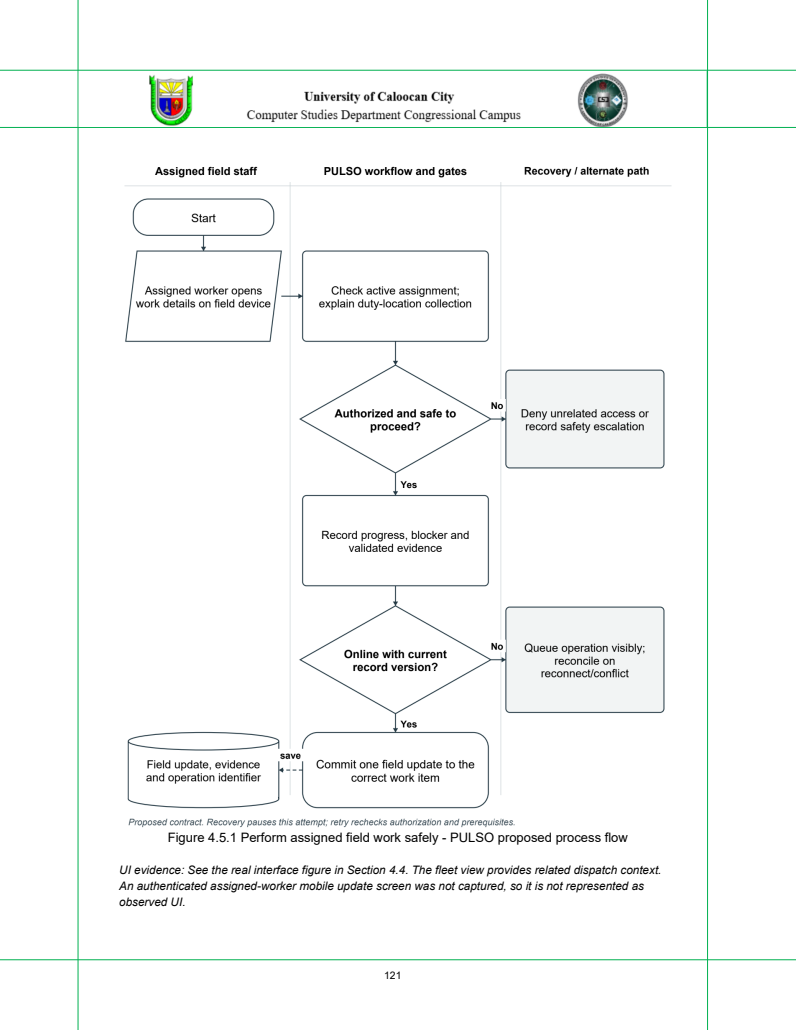 University of Caloocan City
Computer Studies Department Congressional Campus
Assigned field staff
PULSO workflow and gates
Recovery / alternate path
Start
Assigned worker opens
work details on field device
Check active assignment;
explain duty-location collection
Authorized and safe to
proceed?
No
Deny unrelated access or
record safety escalation
Yes
Record progress, blocker and
validated evidence
Online with current
record version?
No
Queue operation visibly;
reconcile on
reconnect/conflict
Yes
Field update, evidence
and operation identifier
save
Commit one field update to the
correct work item
Proposed contract. Recovery pauses this attempt; retry rechecks authorization and prerequisites.
Figure 4.5.1 Perform assigned field work safely - PULSO proposed process flow
UI evidence: See the real interface figure in Section 4.4. The fleet view provides related dispatch context.
An authenticated assigned-worker mobile update screen was not captured, so it is not represented as
observed UI.
121